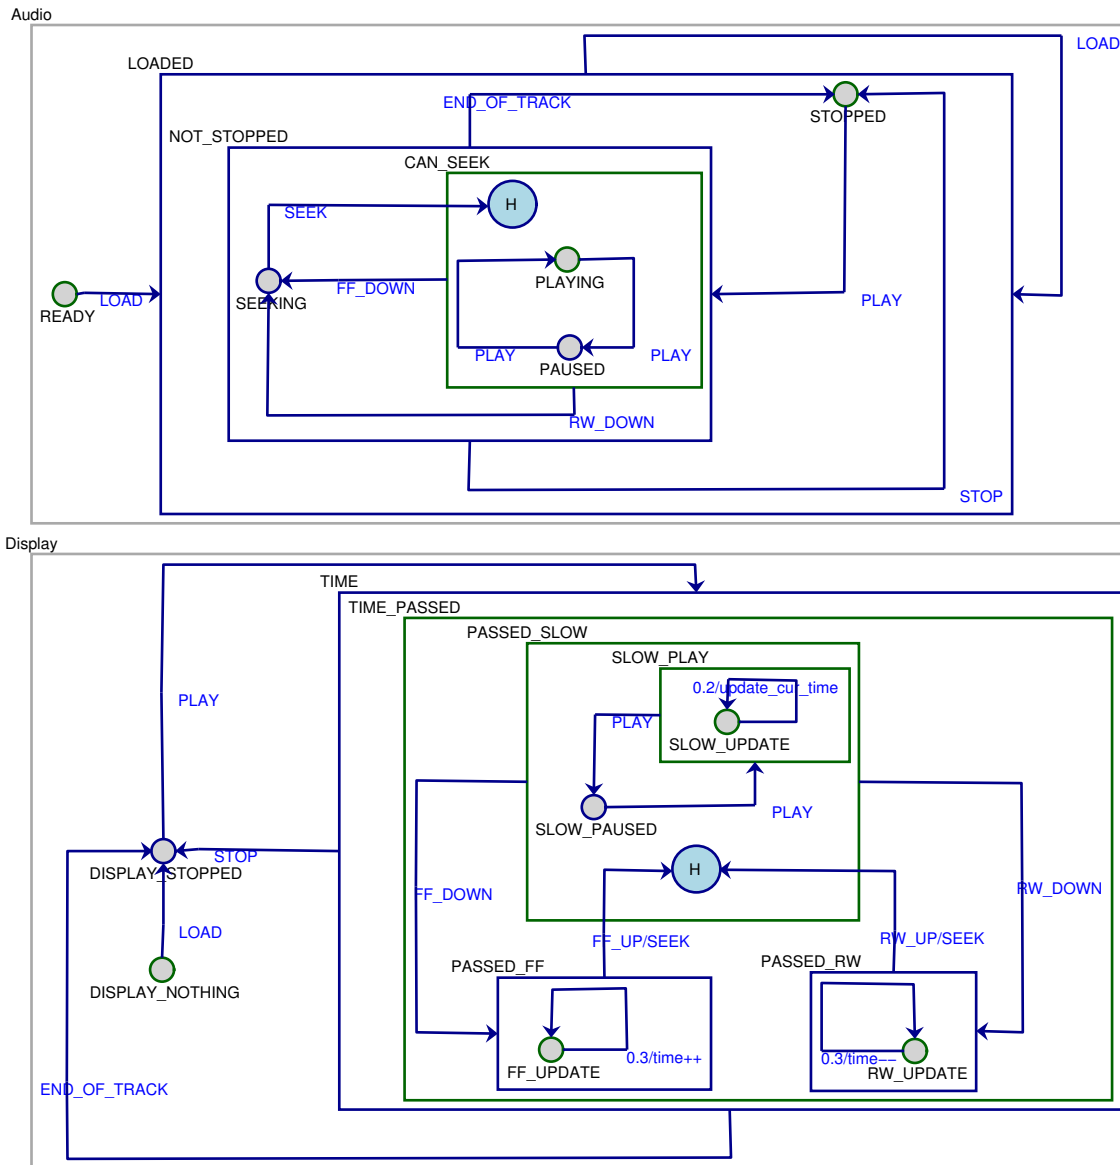 Audio
LOAD
LOADED
END_OF_TRACK
STOPPED
NOT_STOPPED
CAN_SEEK
H
SEEK
PLAYING
FF_DOWN
SEEKING
LOAD
PLAY
READY
PLAY
PLAY
PAUSED
RW_DOWN
STOP
Display
TIME
TIME_PASSED
PASSED_SLOW
SLOW_PLAY
0.2/update_cur_time
PLAY
PLAY
SLOW_UPDATE
PLAY
SLOW_PAUSED
STOP
DISPLAY_STOPPED
H
FF_DOWN
RW_DOWN
LOAD
FF_UP/SEEK
RW_UP/SEEK
PASSED_FF
PASSED_RW
DISPLAY_NOTHING
0.3/time++
0.3/time−−
FF_UPDATE
RW_UPDATE
END_OF_TRACK